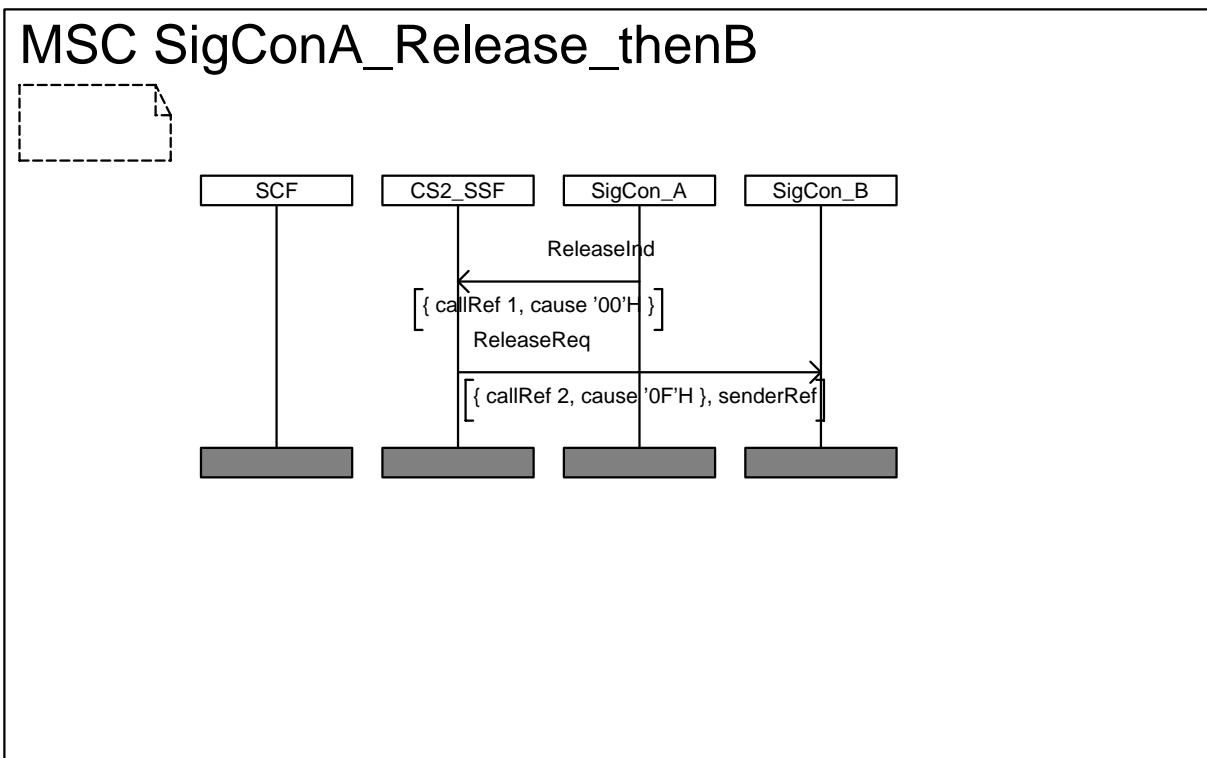 MSC SigConA_Release_thenB
SCF
CS2_SSF
SigCon_A
SigCon_B
ReleaseInd
{ callRef 1, cause ’00’H }
ReleaseReq
{ callRef 2, cause ’0F’H }, senderRef